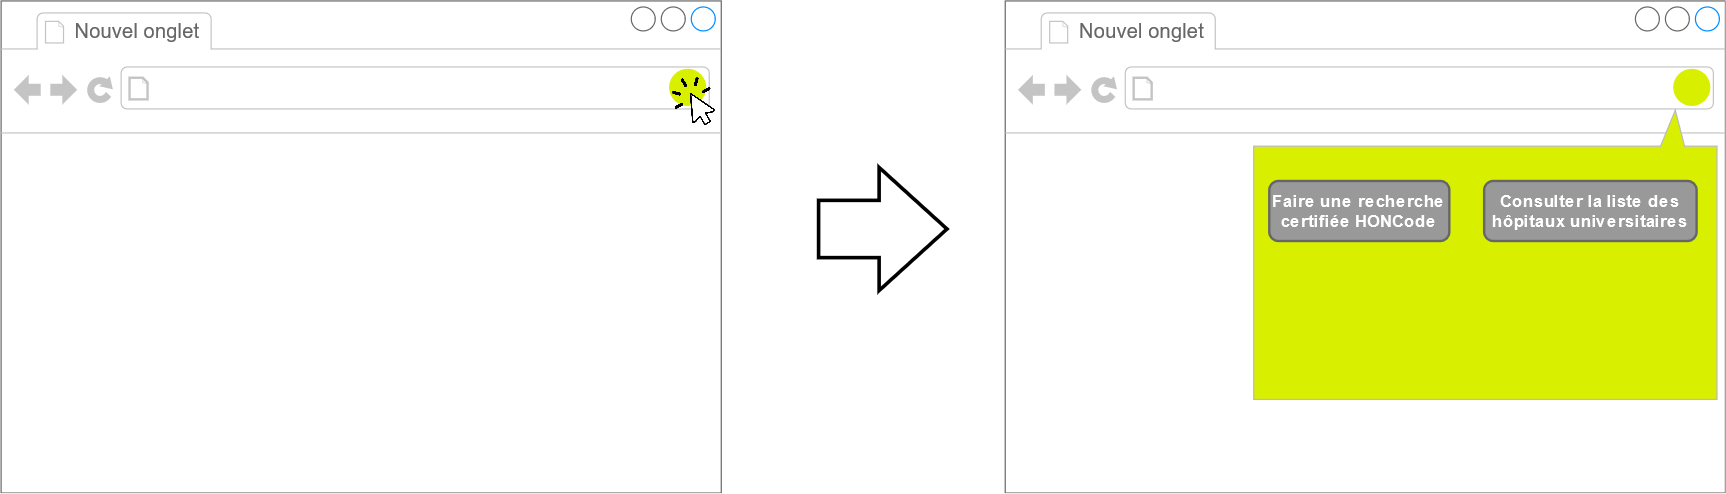 Nouvel onglet
Nouvel onglet
Faire une recherche
certifiée HONCode
Consulter la liste des
hôpitaux universitaires